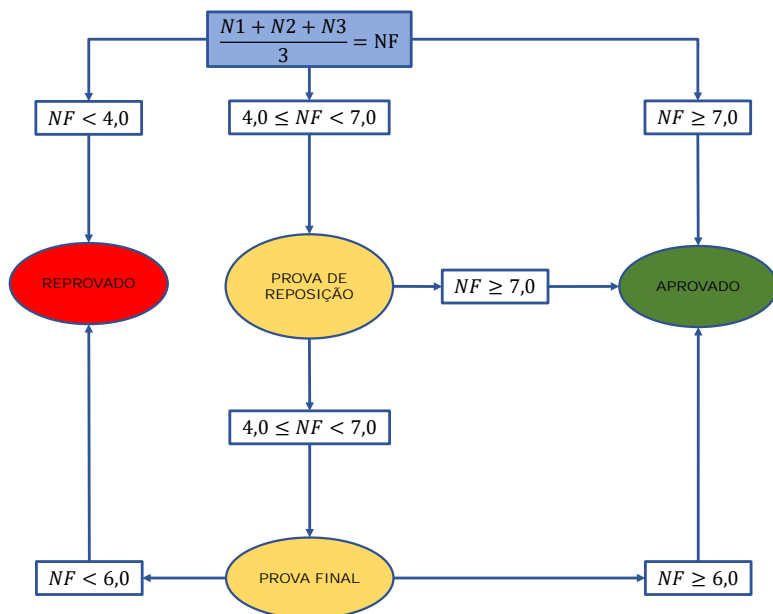 N1 + N2 + N3
3
= NF
NF < 4,0
4,0 ≤ NF < 7,0
NF ≥ 7,0
REPROVADO
PROVA DE
REPOSIÇÃO
NF ≥ 7,0
APROVADO
4,0 ≤ NF < 7,0
NF < 6,0
PROVA FINAL
NF ≥ 6,0